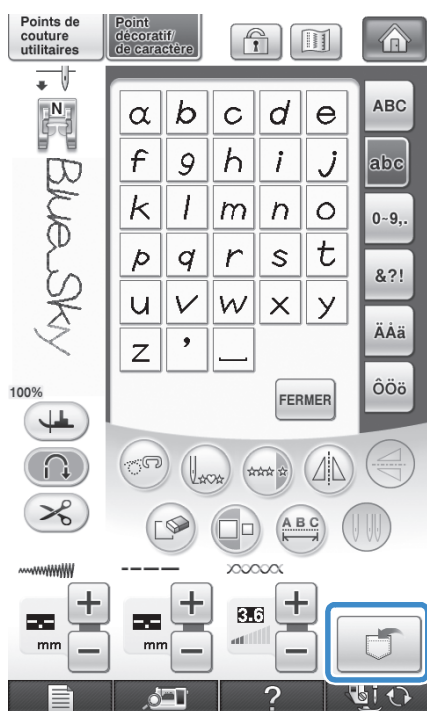 Points de
couture
utilitaires
Point
décoratif/
de caractère
N
Blue_Sky
100%
a b c d e
f g h i j
k l m n o
p q r s t
u v w x y
z ' _
FERMER
ABC
abc
0~9,.
&?!
ÄÅä
ÔÖö
A B C
mm
+
−
mm
+
−
3.6
+
−
?